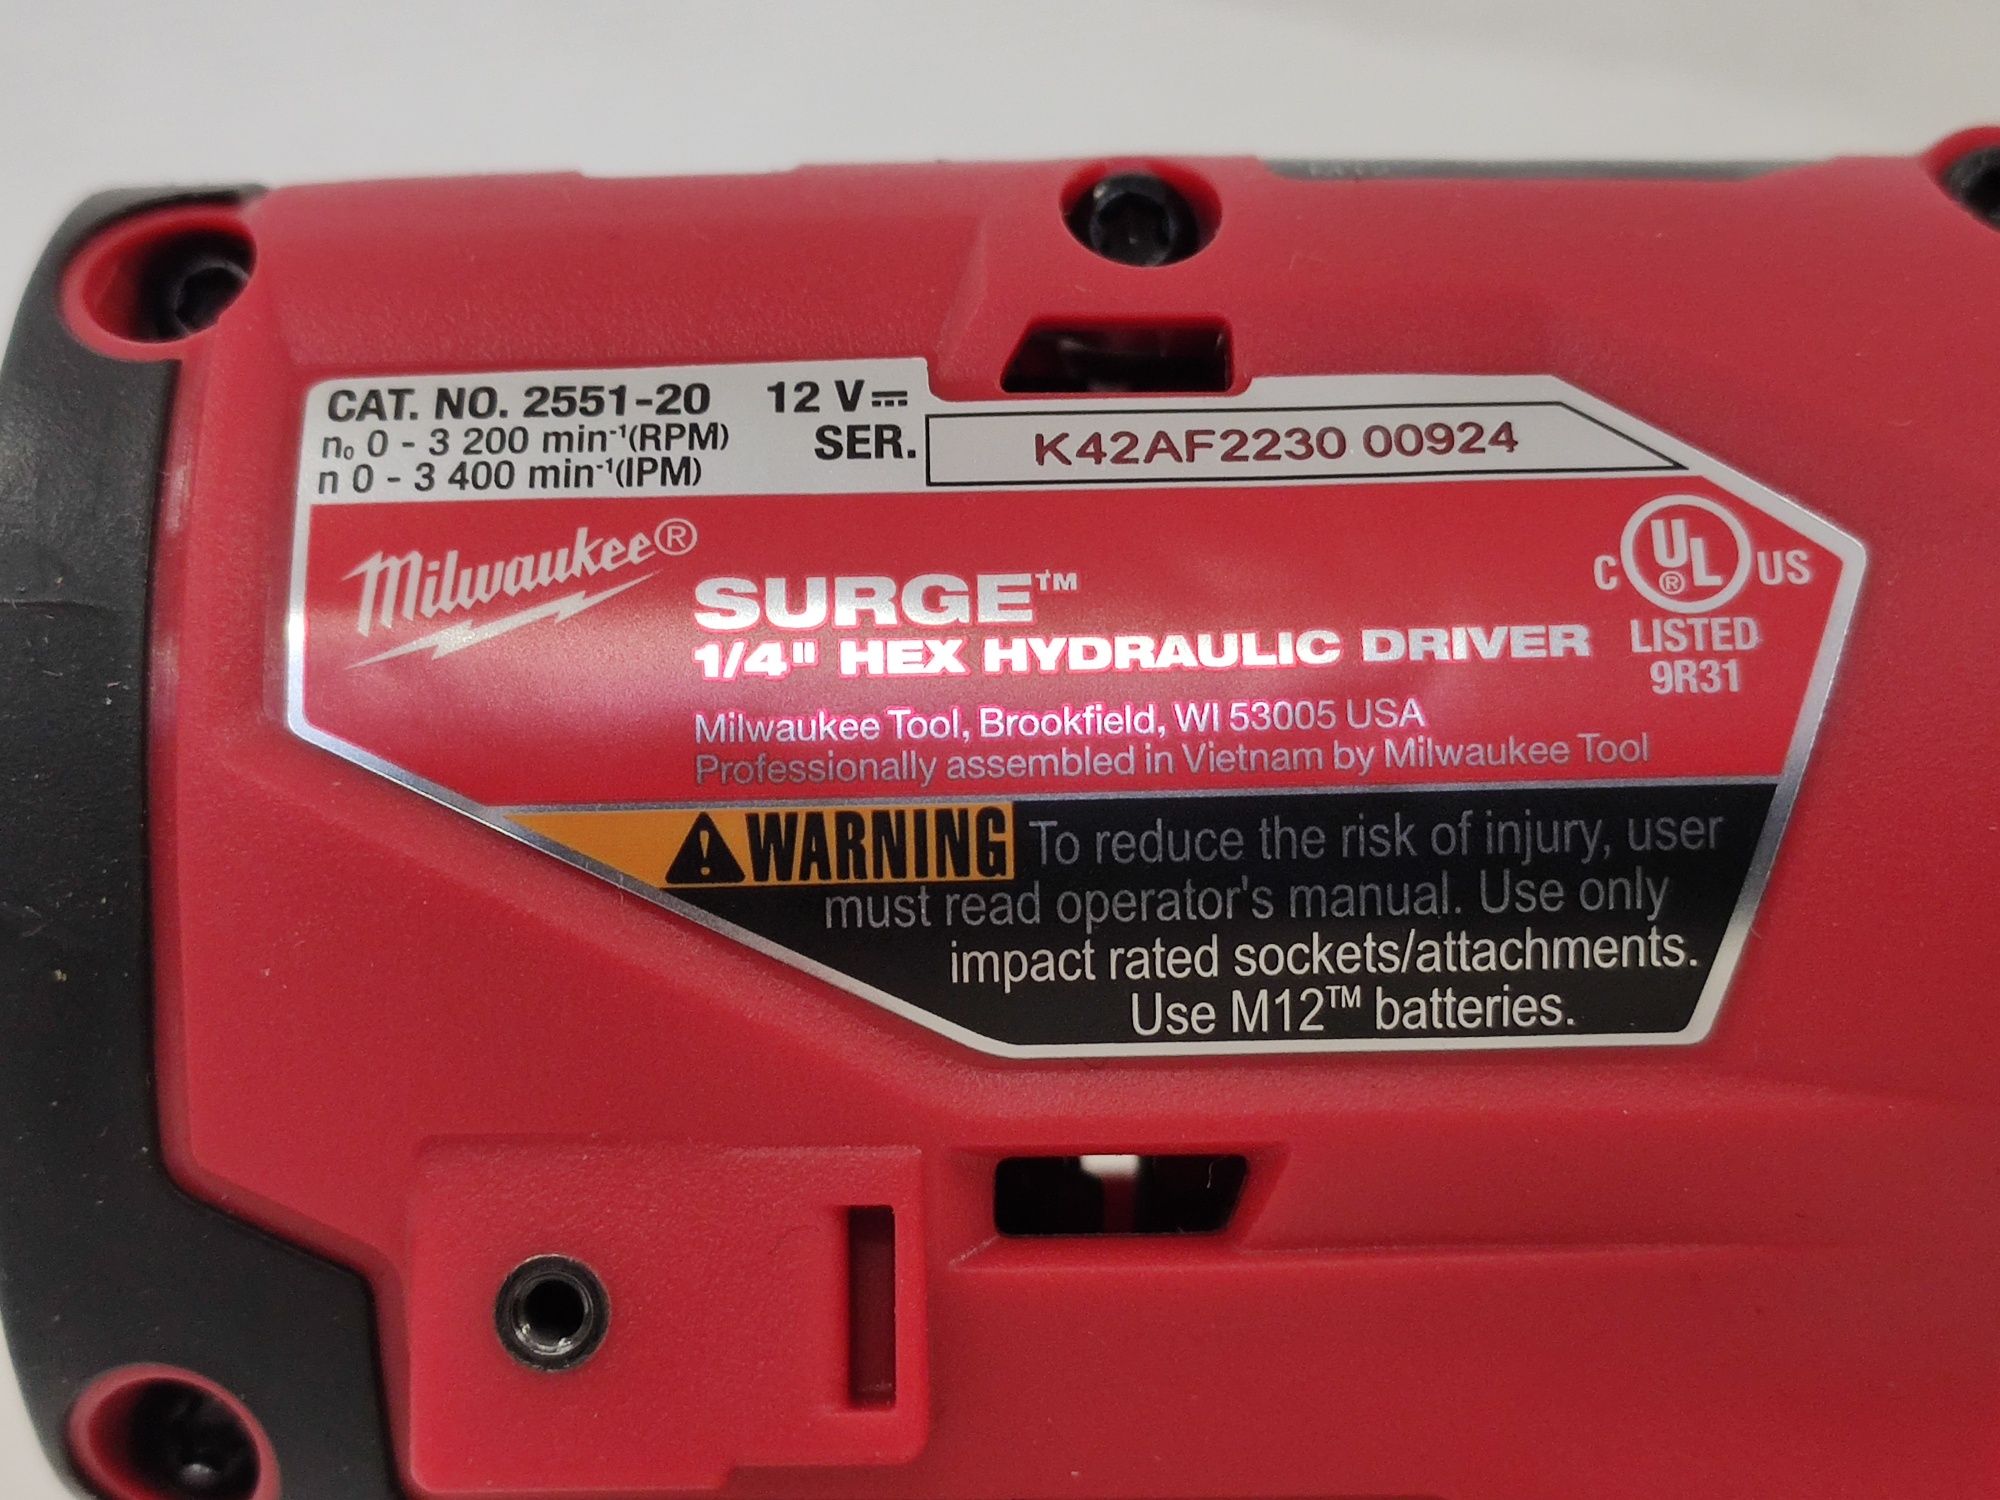 CAT. NO. 2551-20 12 V⎓
n₀ 0 - 3 200 min⁻¹(RPM) SER. K42AF2230 00924
n 0 - 3 400 min⁻¹(IPM)
Milwaukee®
SURGE™
1/4" HEX HYDRAULIC DRIVER
Milwaukee Tool, Brookfield, WI 53005 USA
Professionally assembled in Vietnam by Milwaukee Tool
C UL® US
LISTED
9R31
WARNING To reduce the risk of injury, user
must read operator's manual. Use only
impact rated sockets/attachments.
Use M12™ batteries.